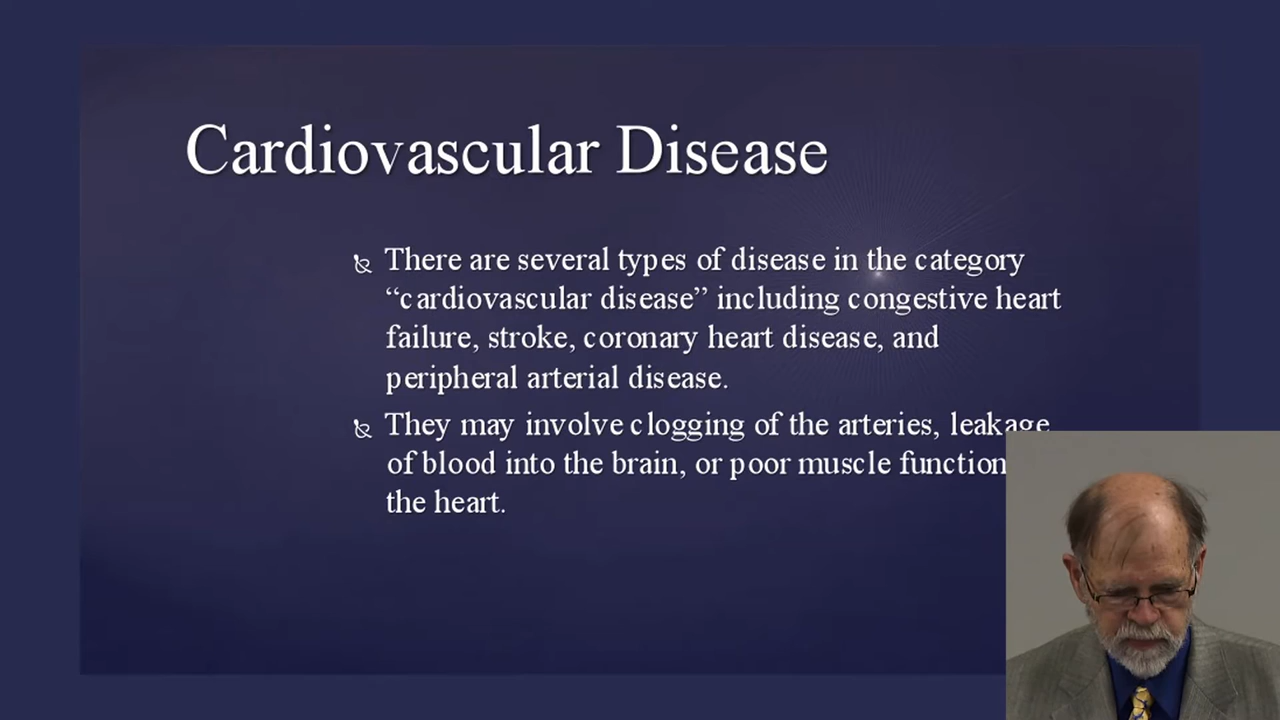 Cardiovascular Disease
There are several types of disease in the category
“cardiovascular disease” including congestive heart
failure, stroke, coronary heart disease, and
peripheral arterial disease.
They may involve clogging of the arteries, leakage
of blood into the brain, or poor muscle function
the heart.